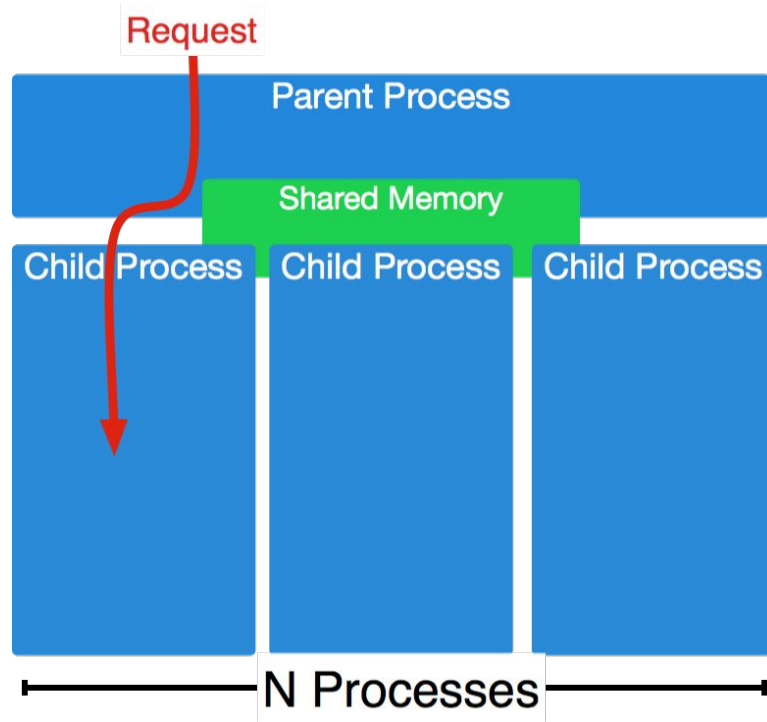 Request
Parent Process
Shared Memory
Child Process
Child Process
Child Process
N Processes